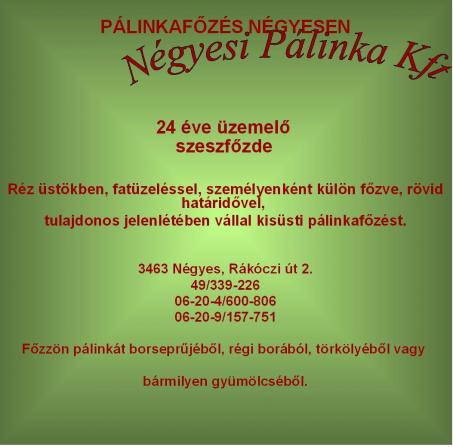 PÁLINKAFŐZÉS NÉGYESEN
Négyesi Pálinka Kft
24 éve üzemelő
szeszfőzde
Réz üstökben, fatüzeléssel, személyenként külön főzve, rövid
határidővel,
tulajdonos jelenlétében vállal kisüsti pálinkafőzést.
3463 Négyes, Rákóczi út 2.
49/339-226
06-20-4/600-806
06-20-9/157-751
Főzzön pálinkát borseprűjéből, régi borából, törkölyéből vagy
bármilyen gyümölcséből.